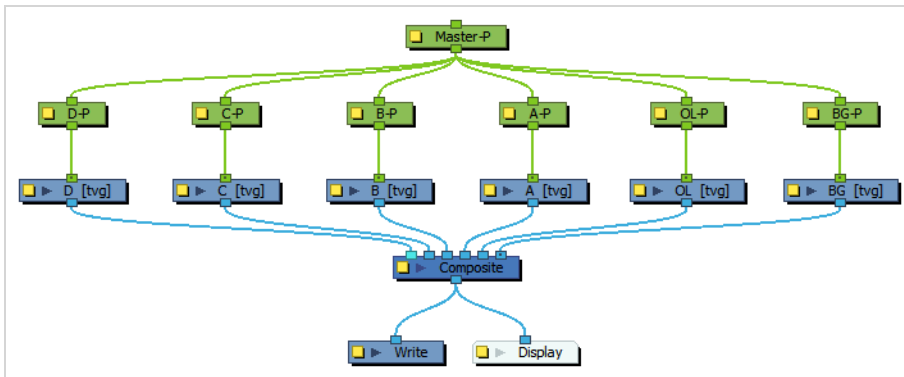 Master-P
D-P
C-P
B-P
A-P
OL-P
BG-P
D [tvg]
C [tvg]
B [tvg]
A [tvg]
OL [tvg]
BG [tvg]
Composite
Write
Display